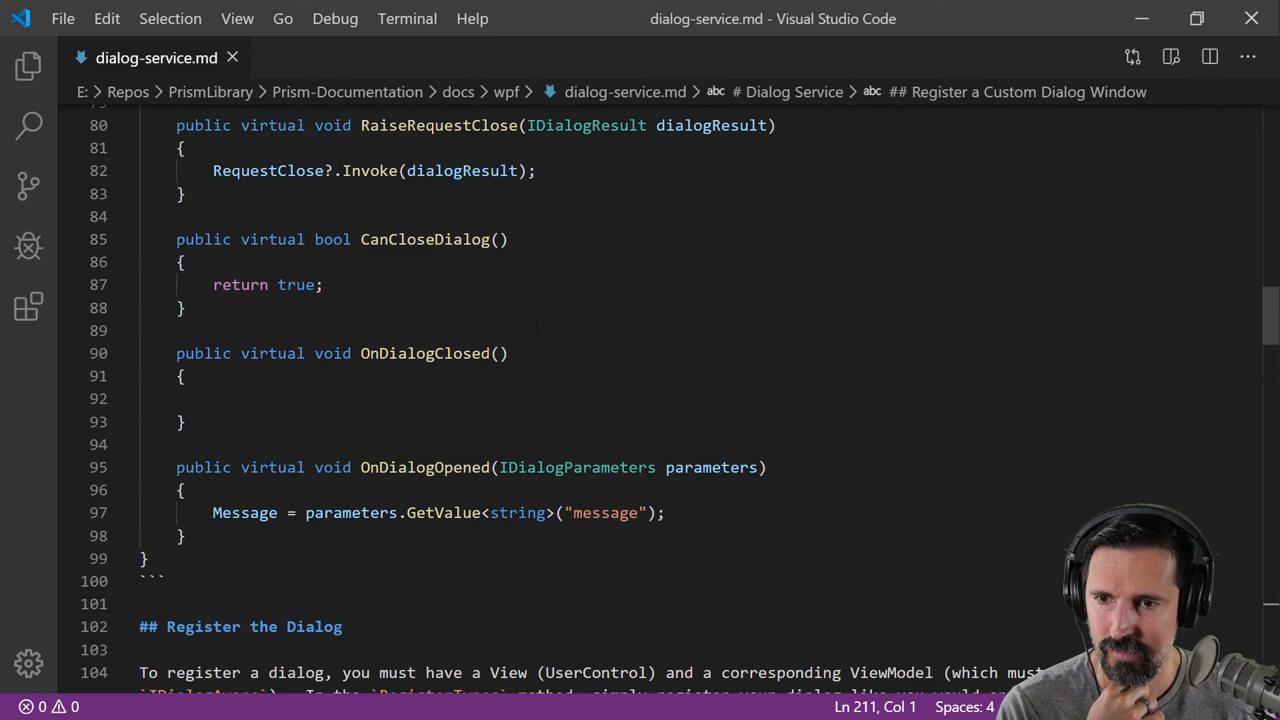 File Edit Selection View Go Debug Terminal Help dialog-service.md - Visual Studio Code
dialog-service.md
E: > Repos > PrismLibrary > Prism-Documentation > docs > wpf > dialog-service.md > abc # Dialog Service > abc ## Register a Custom Dialog Window
80 public virtual void RaiseRequestClose(IDialogResult dialogResult)
81 {
82 RequestClose?.Invoke(dialogResult);
83 }
84
85 public virtual bool CanCloseDialog()
86 {
87 return true;
88 }
89
90 public virtual void OnDialogClosed()
91 {
92
93 }
94
95 public virtual void OnDialogOpened(IDialogParameters parameters)
96 {
97 Message = parameters.GetValue<string>("message");
98 }
99 }
100 ```
101
102 ## Register the Dialog
103
104 To register a dialog, you must have a View (UserControl) and a corresponding ViewModel (which must
0 0 Ln 211, Col 1 Spaces: 4